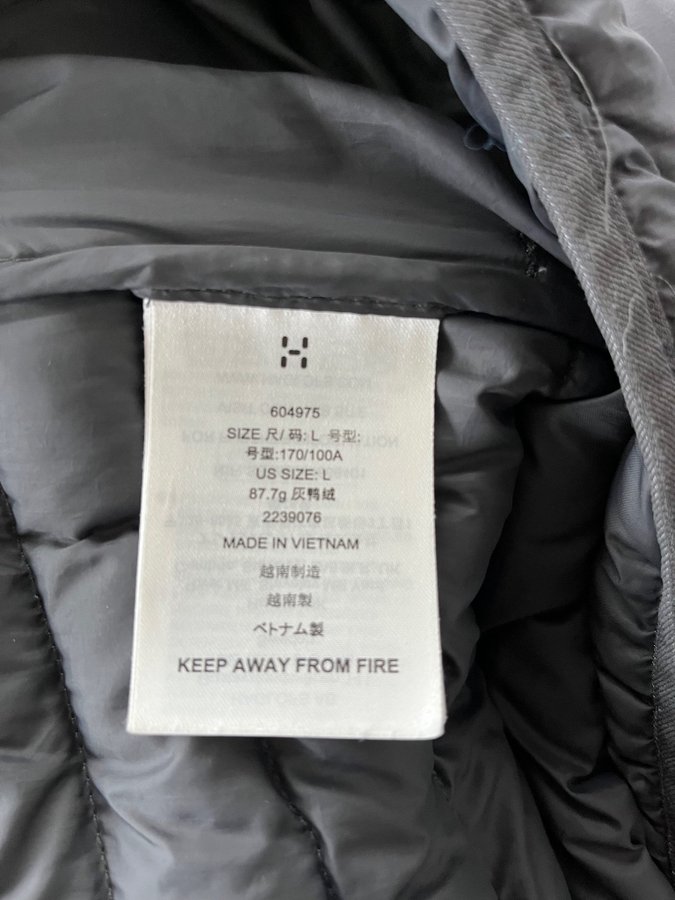 604975
SIZE 尺/ 码: L 号型:
号型:170/100A
US SIZE: L
87.7g 灰鸭绒
2239076
MADE IN VIETNAM
越南制造
越南製
ベトナム製
KEEP AWAY FROM FIRE